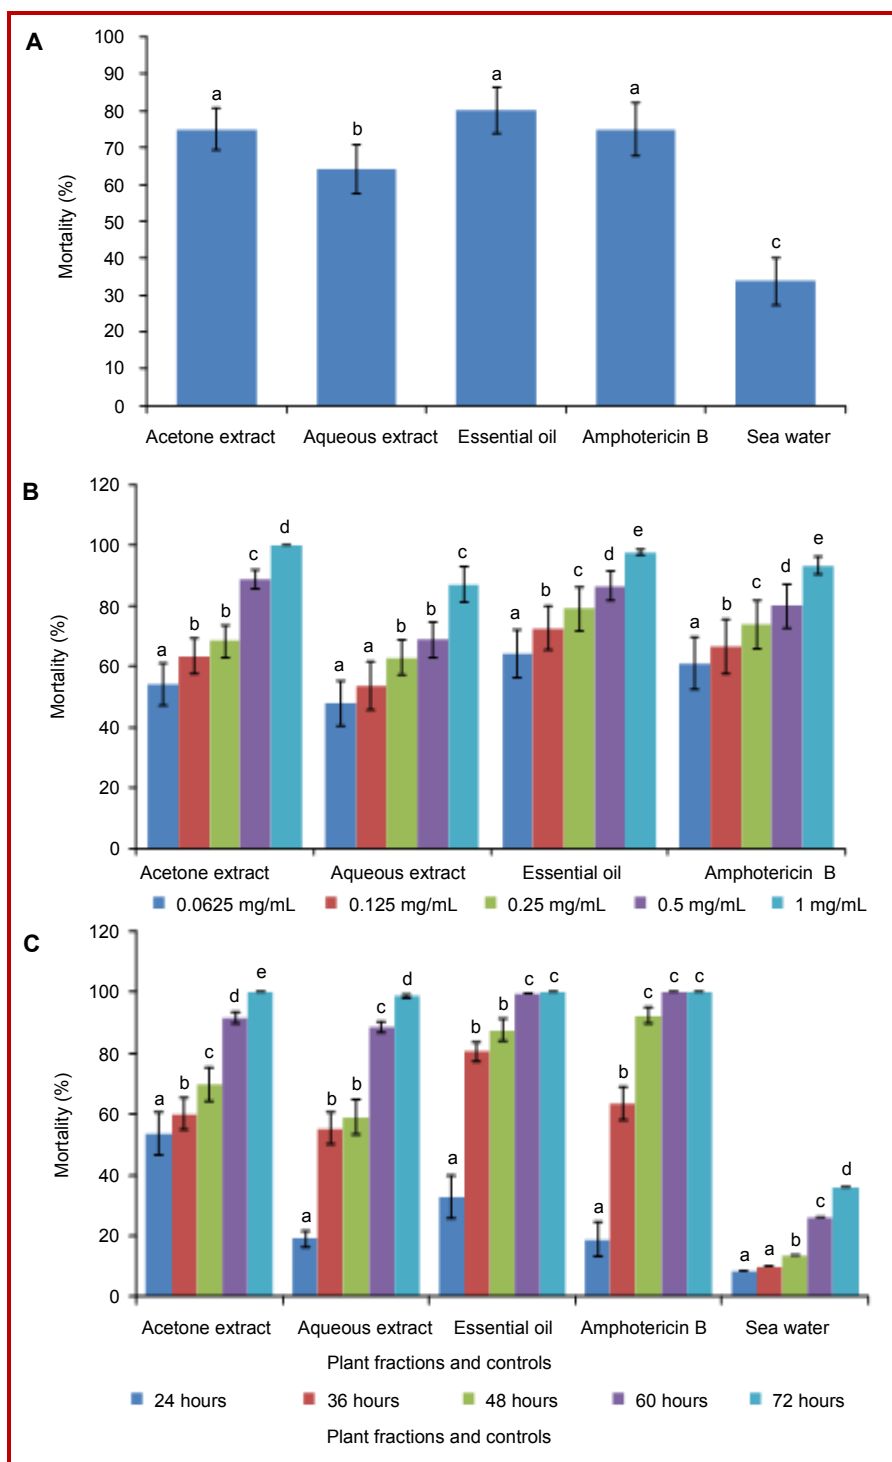 A
100
90
80
70
60
50
40
30
20
10
0
Mortality (%)
a
b
a
a
c
Acetone extract Aqueous extract Essential oil Amphotericin B Sea water
B
120
100
80
60
40
20
0
Mortality (%)
a b b c d
a a b b c
a b c d e
a b c d e
Acetone extract Aqueous extract Essential oil Amphotericin B
0.0625 mg/mL 0.125 mg/mL 0.25 mg/mL 0.5 mg/mL 1 mg/mL
C
120
100
80
60
40
20
0
Mortality (%)
a b c d e
a b b c d
a b b c c
a b c c c
a a b c d
Acetone extract Aqueous extract Essential oil Amphotericin B Sea water
Plant fractions and controls
24 hours 36 hours 48 hours 60 hours 72 hours
Plant fractions and controls